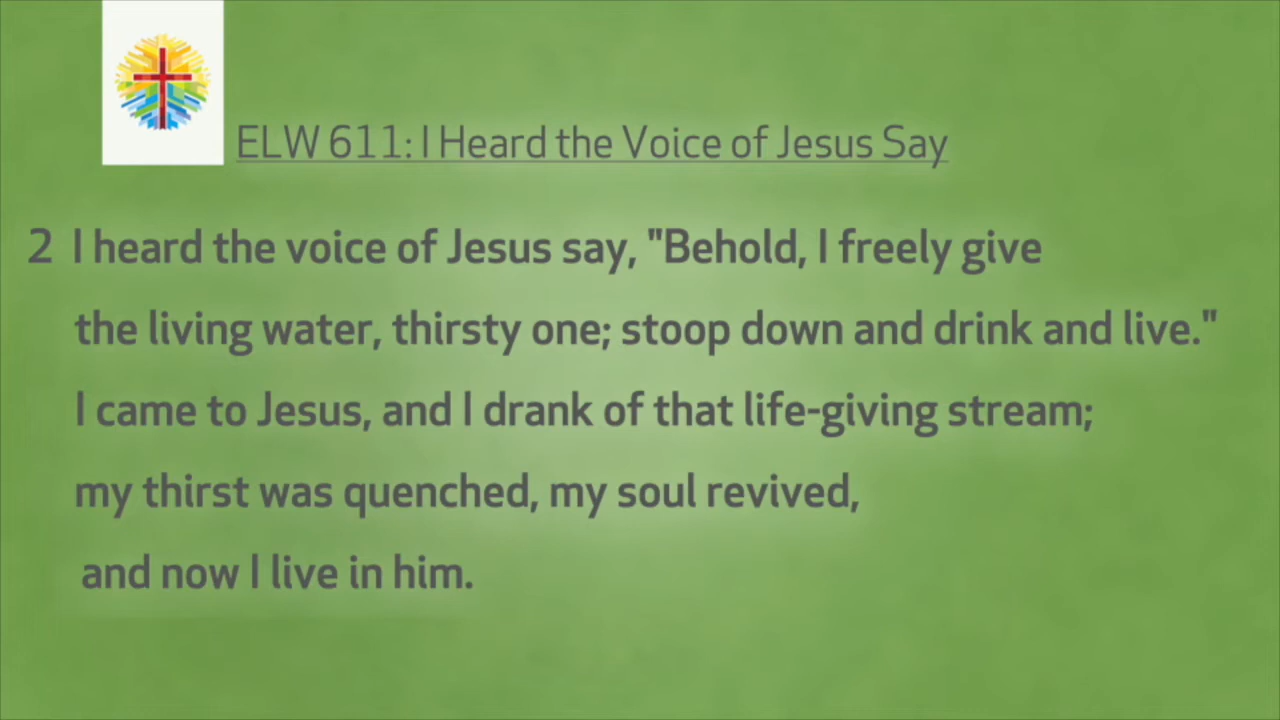 ELW 611: I Heard the Voice of Jesus Say
2 I heard the voice of Jesus say, "Behold, I freely give
the living water, thirsty one; stoop down and drink and live."
I came to Jesus, and I drank of that life-giving stream;
my thirst was quenched, my soul revived,
and now I live in him.